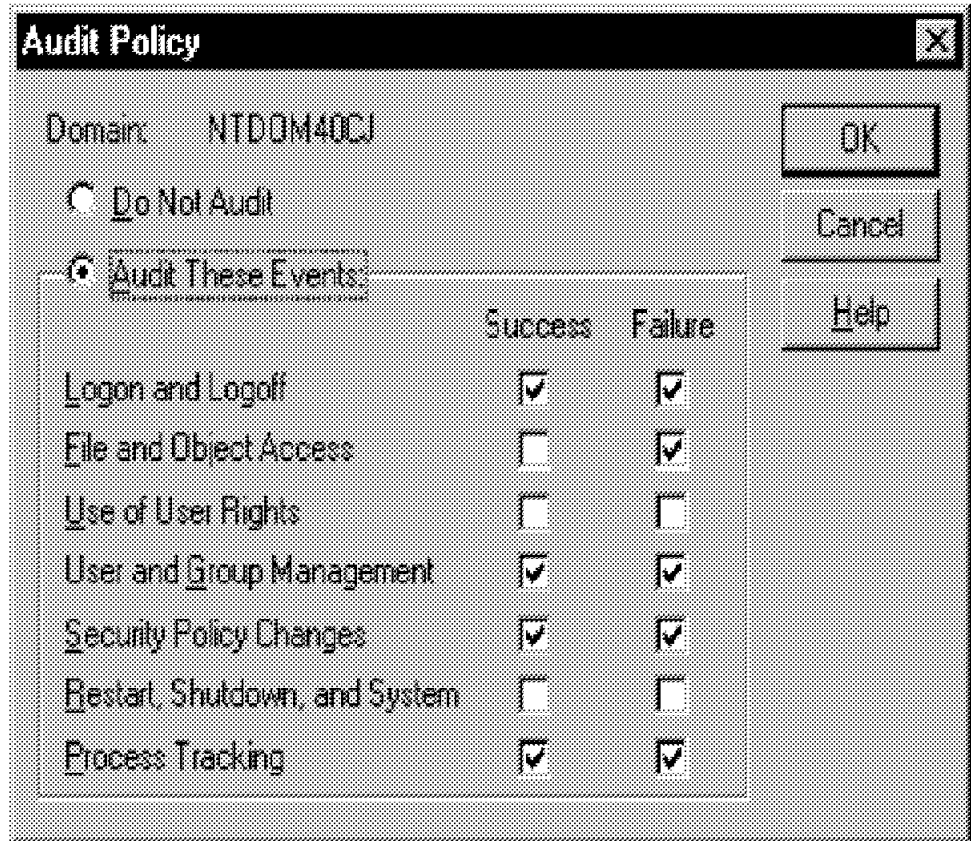 Audit Policy
Domain: NTDOM40CJ
OK
Do Not Audit
Cancel
Audit These Events:
Help
Success Failure
Logon and Logoff
File and Object Access
Use of User Rights
User and Group Management
Security Policy Changes
Restart, Shutdown, and System
Process Tracking